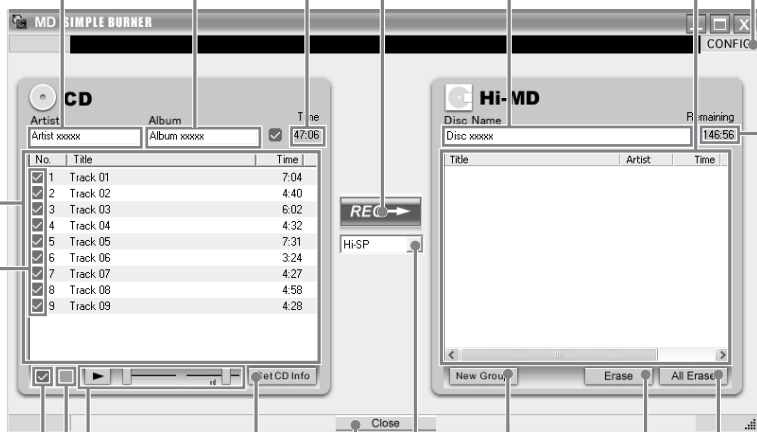 MD SIMPLE BURNER
CONFIG
CD
Artist Album Time
Artist xxxxx Album xxxxx 47:06
No. Title Time
1 Track 01 7:04
2 Track 02 4:40
3 Track 03 6:02
4 Track 04 4:32
5 Track 05 7:31
6 Track 06 3:24
7 Track 07 4:27
8 Track 08 4:58
9 Track 09 4:28
Get CD Info
REC
Hi-SP
Hi-MD
Disc Name Remaining
Disc xxxxx 146:56
Title Artist Time
New Group Erase All Erase
Close